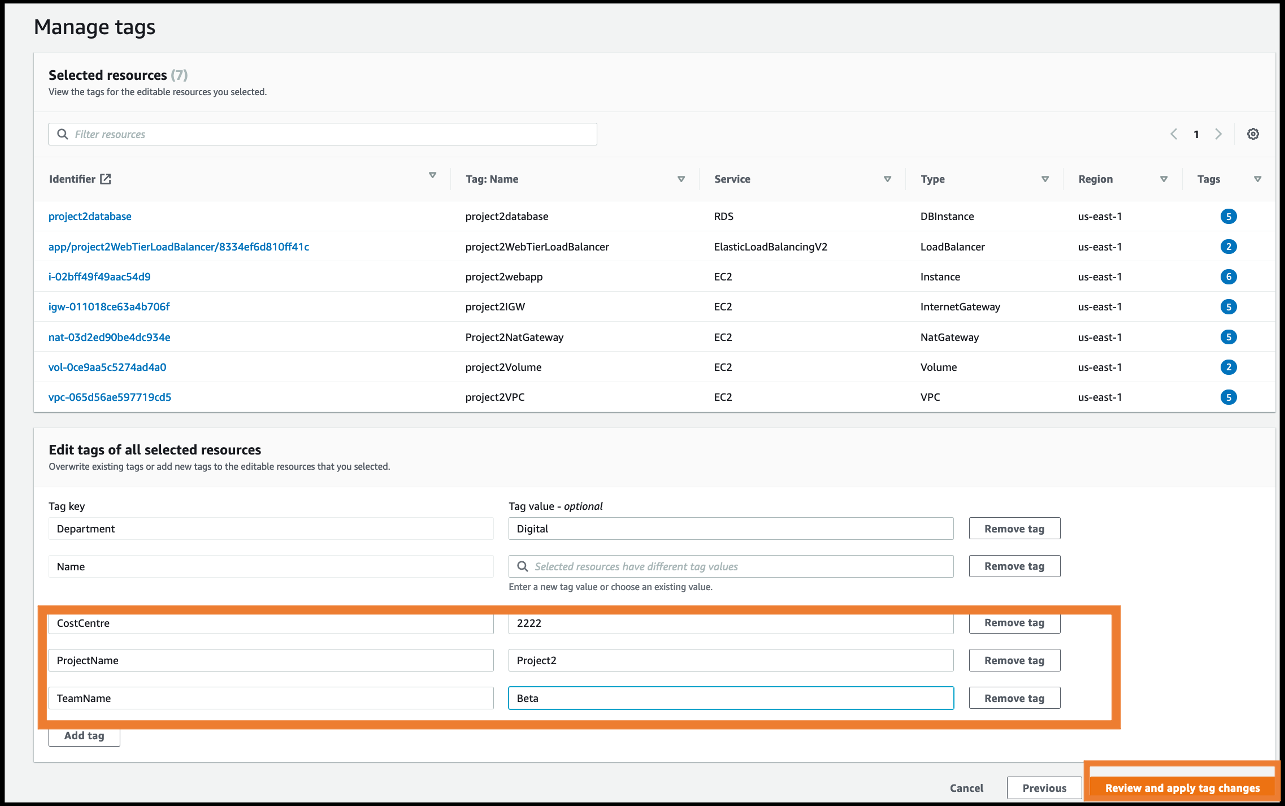 Manage tags
Selected resources (7)
View the tags for the editable resources you selected.
Filter resources
1
Identifier Tag: Name Service Type Region Tags
project2database project2database RDS DBInstance us-east-1 5
app/project2WebTierLoadBalancer/8334ef6d810ff41c project2WebTierLoadBalancer ElasticLoadBalancingV2 LoadBalancer us-east-1 2
i-02bff49f49aac54d9 project2webapp EC2 Instance us-east-1 6
igw-011018ce63a4b706f project2IGW EC2 InternetGateway us-east-1 5
nat-03d2ed90be4dc934e Project2NatGateway EC2 NatGateway us-east-1 5
vol-0ce9aa5c5274ad4a0 project2Volume EC2 Volume us-east-1 2
vpc-065d56ae597719cd5 project2VPC EC2 VPC us-east-1 5
Edit tags of all selected resources
Overwrite existing tags or add new tags to the editable resources that you selected.
Tag key Tag value - optional
Department Digital Remove tag
Name Selected resources have different tag values Remove tag
Enter a new tag value or choose an existing value.
CostCentre 2222 Remove tag
ProjectName Project2 Remove tag
TeamName Beta Remove tag
Add tag
Cancel Previous Review and apply tag changes